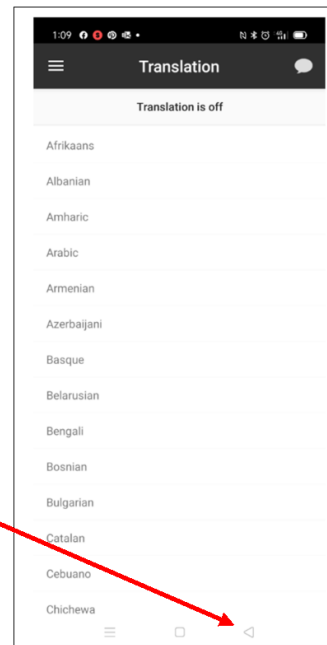 1:09
Translation
Translation is off
Afrikaans
Albanian
Amharic
Arabic
Armenian
Azerbaijani
Basque
Belarusian
Bengali
Bosnian
Bulgarian
Catalan
Cebuano
Chichewa